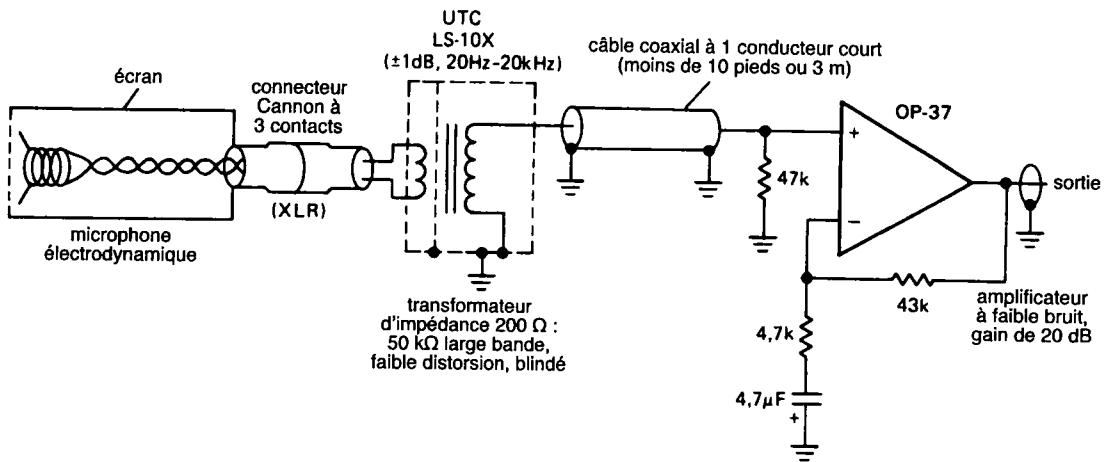 UTC
LS-10X
(±1dB, 20Hz-20kHz)
câble coaxial à 1 conducteur court
(moins de 10 pieds ou 3 m)
écran
connecteur
Cannon à
3 contacts
OP-37
+
47k
sortie
(XLR)
microphone
électrodynamique
−
43k
amplificateur
à faible bruit,
gain de 20 dB
transformateur
d'impédance 200 Ω :
50 kΩ large bande,
faible distorsion, blindé
4,7k
4,7μF
+